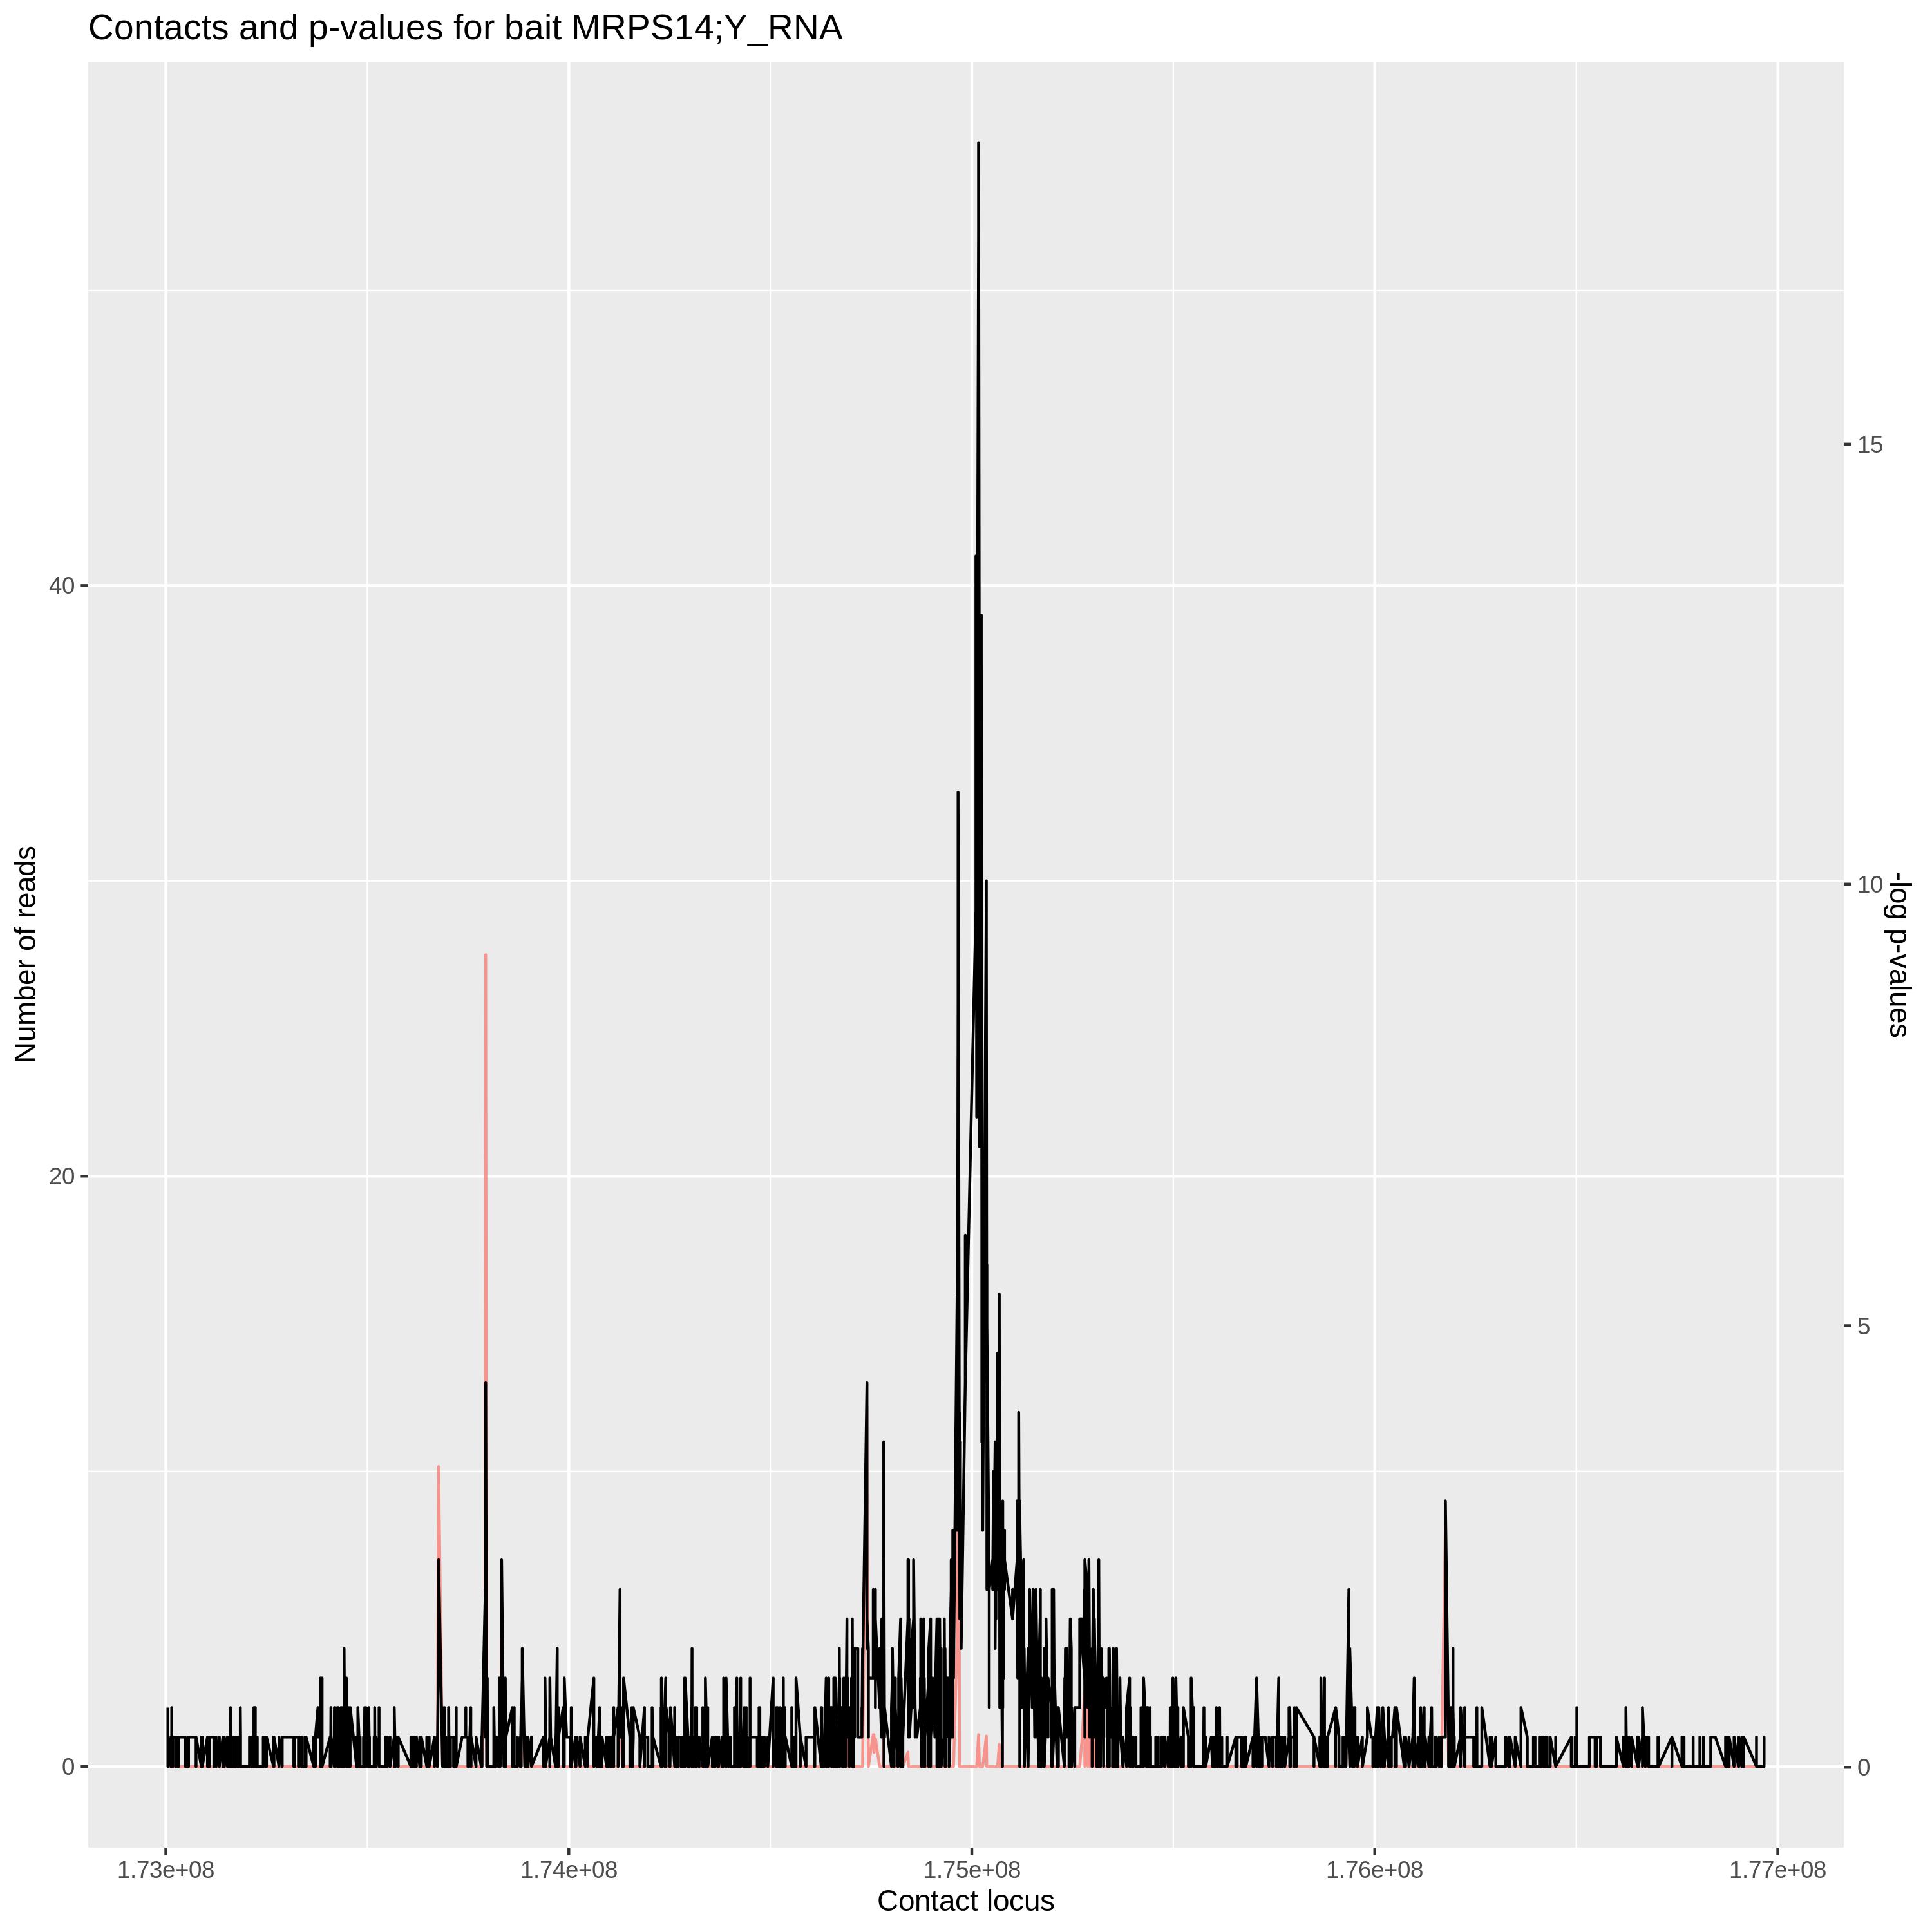 Contacts and p-values for bait MRPS14;Y_RNA
40
20
0
Number of reads
15
10
5
0
-log p-values
1.73e+08
1.74e+08
1.75e+08
1.76e+08
1.77e+08
Contact locus